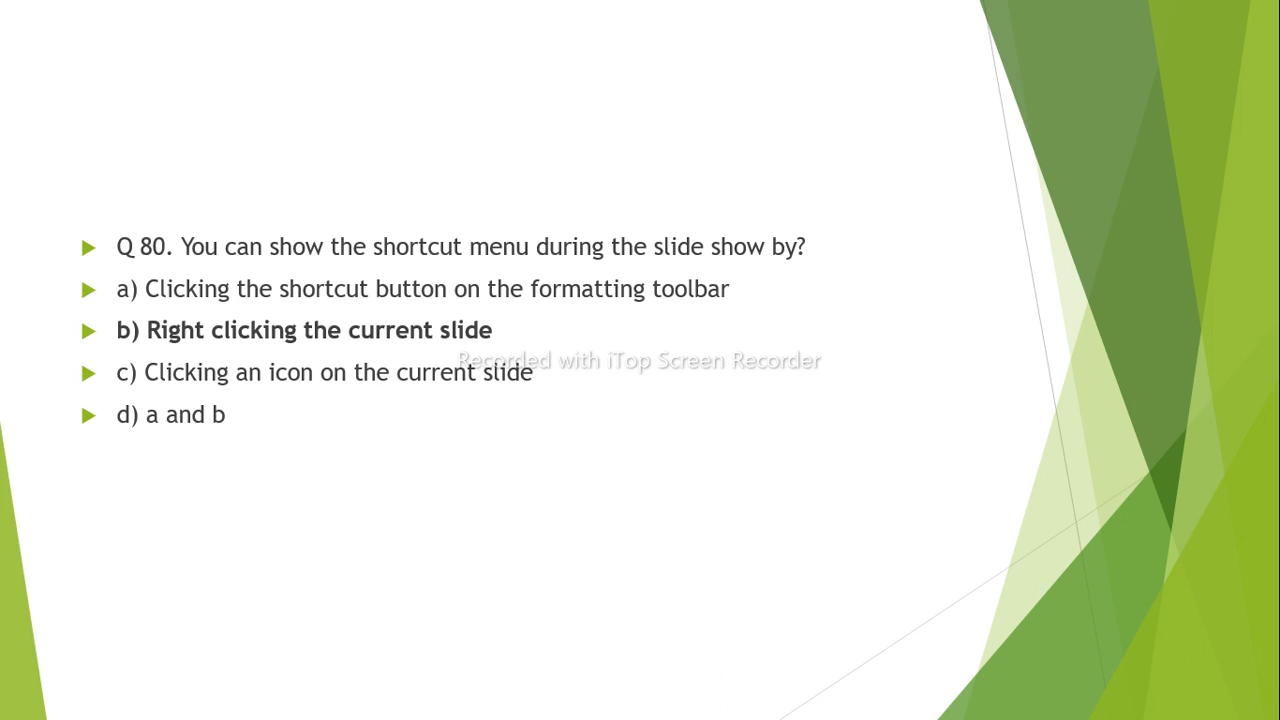 Q 80. You can show the shortcut menu during the slide show by?
a) Clicking the shortcut button on the formatting toolbar
b) Right clicking the current slide
Recorded with iTop Screen Recorder
c) Clicking an icon on the current slide
d) a and b